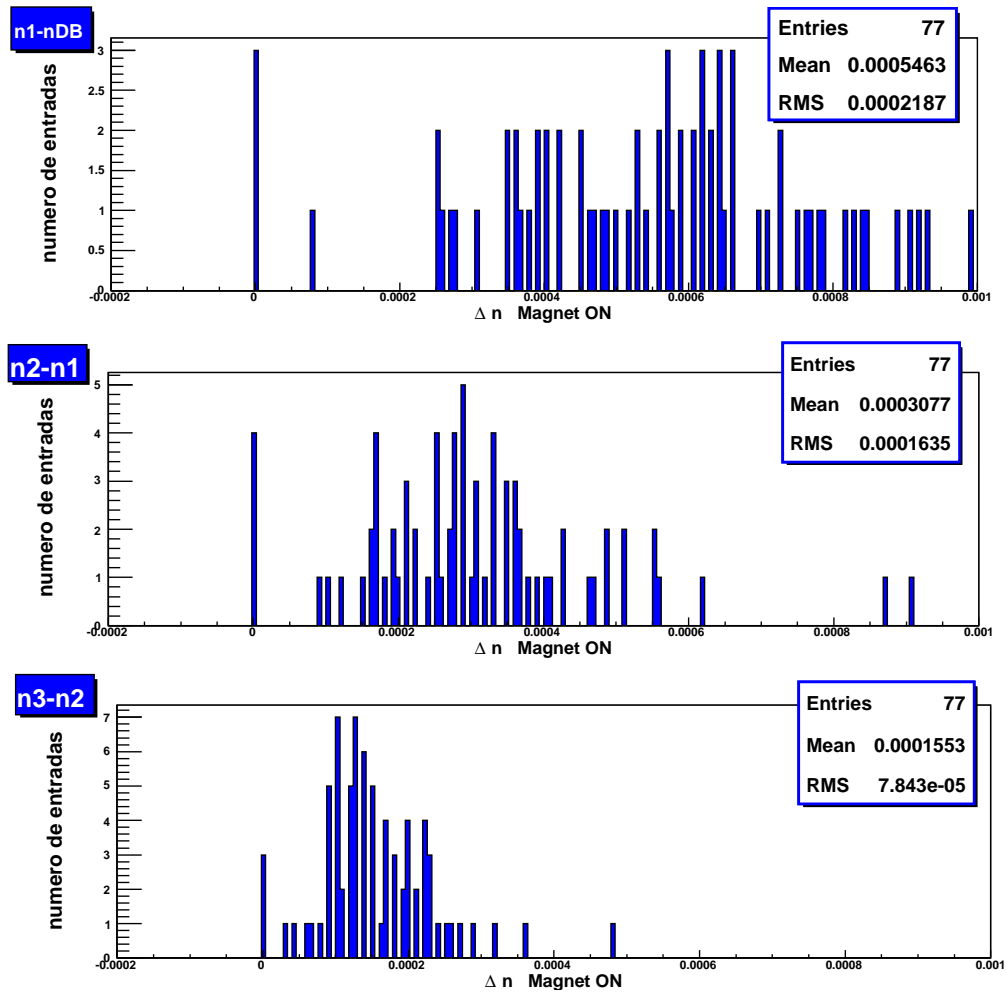 n1-nDB
Entries 77
Mean 0.0005463
RMS 0.0002187
numero de entradas
3
2.5
2
1.5
1
0.5
0
-0.0002 0 0.0002 0.0004 0.0006 0.0008 0.001
Δ n Magnet ON
n2-n1
Entries 77
Mean 0.0003077
RMS 0.0001635
numero de entradas
5
4
3
2
1
0
-0.0002 0 0.0002 0.0004 0.0006 0.0008 0.001
Δ n Magnet ON
n3-n2
Entries 77
Mean 0.0001553
RMS 7.843e-05
numero de entradas
7
6
5
4
3
2
1
0
-0.0002 0 0.0002 0.0004 0.0006 0.0008 0.001
Δ n Magnet ON